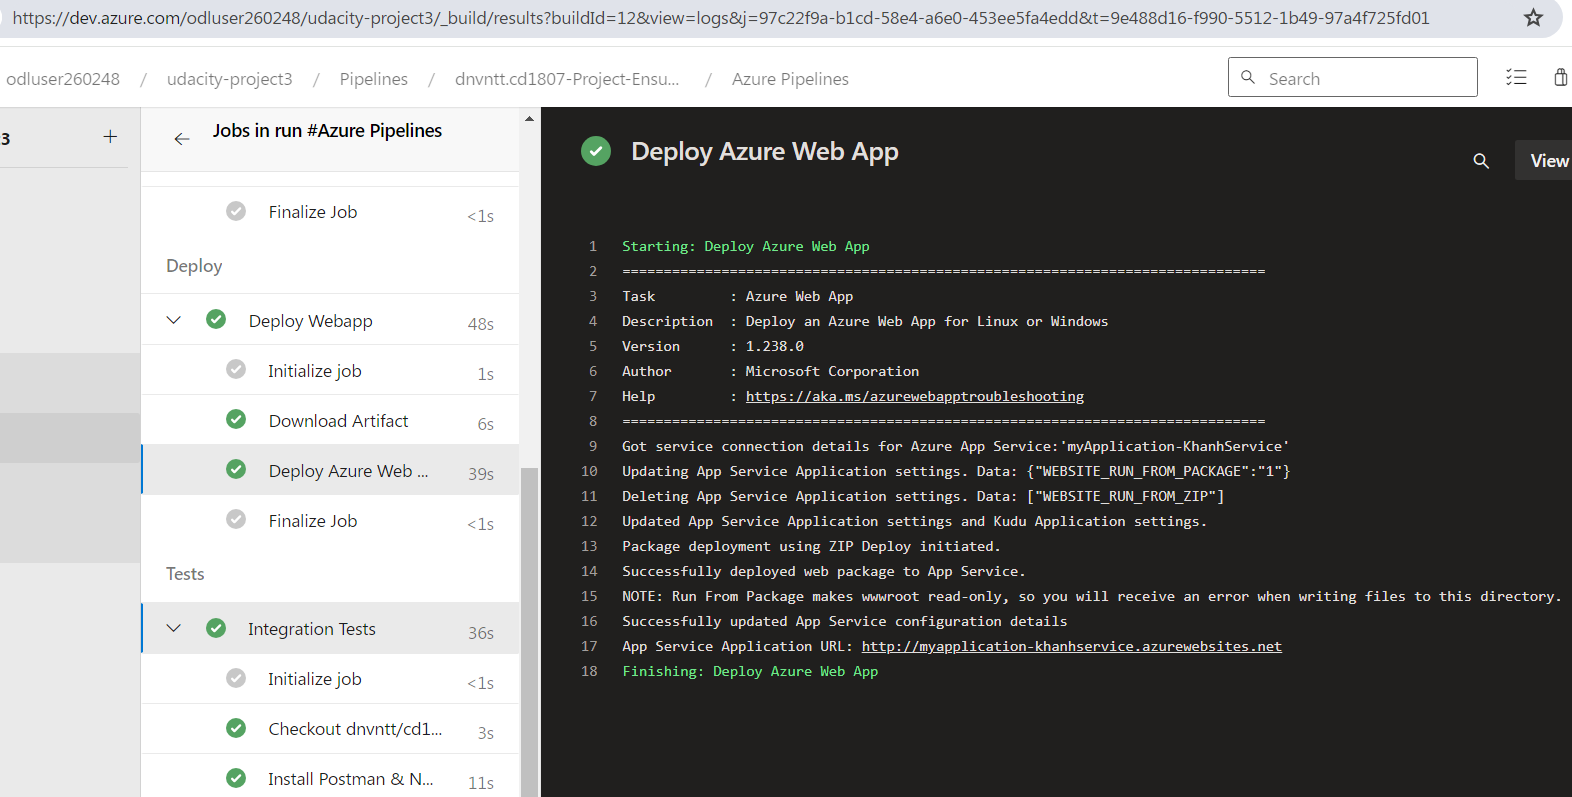 https://dev.azure.com/odluser260248/udacity-project3/_build/results?buildId=12&view=logs&j=97c22f9a-b1cd-58e4-a6e0-453ee5fa4edd&t=9e488d16-f990-5512-1b49-97a4f725fd01
odluser260248 / udacity-project3 / Pipelines / dnvntt.cd1807-Project-Ensu... / Azure Pipelines
Search
3 +
Jobs in run #Azure Pipelines
Finalize Job <1s
Deploy
Deploy Webapp 48s
Initialize job 1s
Download Artifact 6s
Deploy Azure Web ... 39s
Finalize Job <1s
Tests
Integration Tests 36s
Initialize job <1s
Checkout dnvntt/cd1... 3s
Install Postman & N... 11s
Deploy Azure Web App
View
1 Starting: Deploy Azure Web App
2 ==============================================================================
3 Task : Azure Web App
4 Description : Deploy an Azure Web App for Linux or Windows
5 Version : 1.238.0
6 Author : Microsoft Corporation
7 Help : https://aka.ms/azurewebapptroubleshooting
8 ==============================================================================
9 Got service connection details for Azure App Service:'myApplication-KhanhService'
10 Updating App Service Application settings. Data: {"WEBSITE_RUN_FROM_PACKAGE":"1"}
11 Deleting App Service Application settings. Data: ["WEBSITE_RUN_FROM_ZIP"]
12 Updated App Service Application settings and Kudu Application settings.
13 Package deployment using ZIP Deploy initiated.
14 Successfully deployed web package to App Service.
15 NOTE: Run From Package makes wwwroot read-only, so you will receive an error when writing files to this directory.
16 Successfully updated App Service configuration details
17 App Service Application URL: http://myapplication-khanhservice.azurewebsites.net
18 Finishing: Deploy Azure Web App